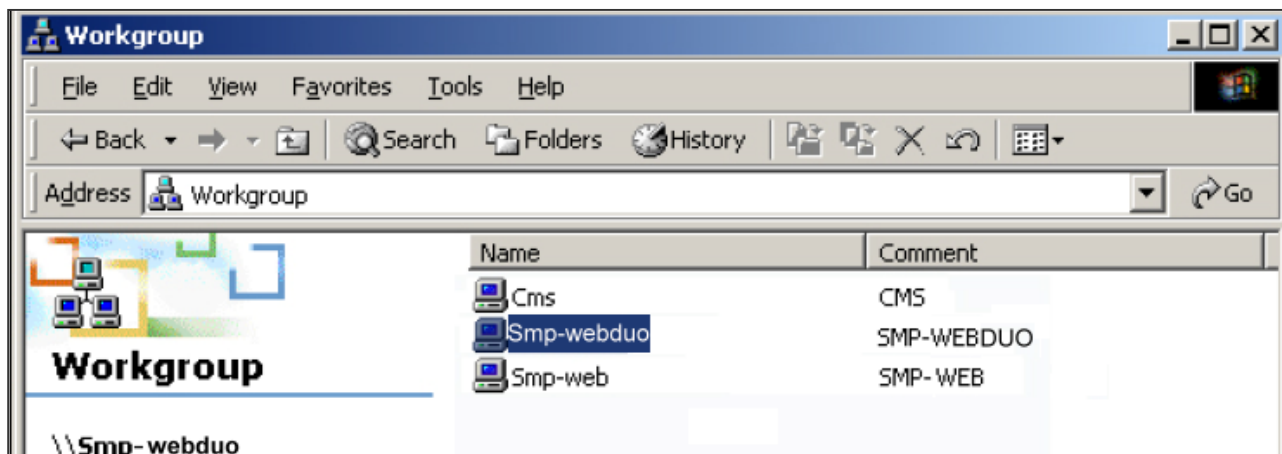 Workgroup
File Edit View Favorites Tools Help
Back Search Folders History
Address Workgroup Go
Name Comment
Cms CMS
Smp-webduo SMP-WEBDUO
Smp-web SMP- WEB
Workgroup
\\Smp- webduo